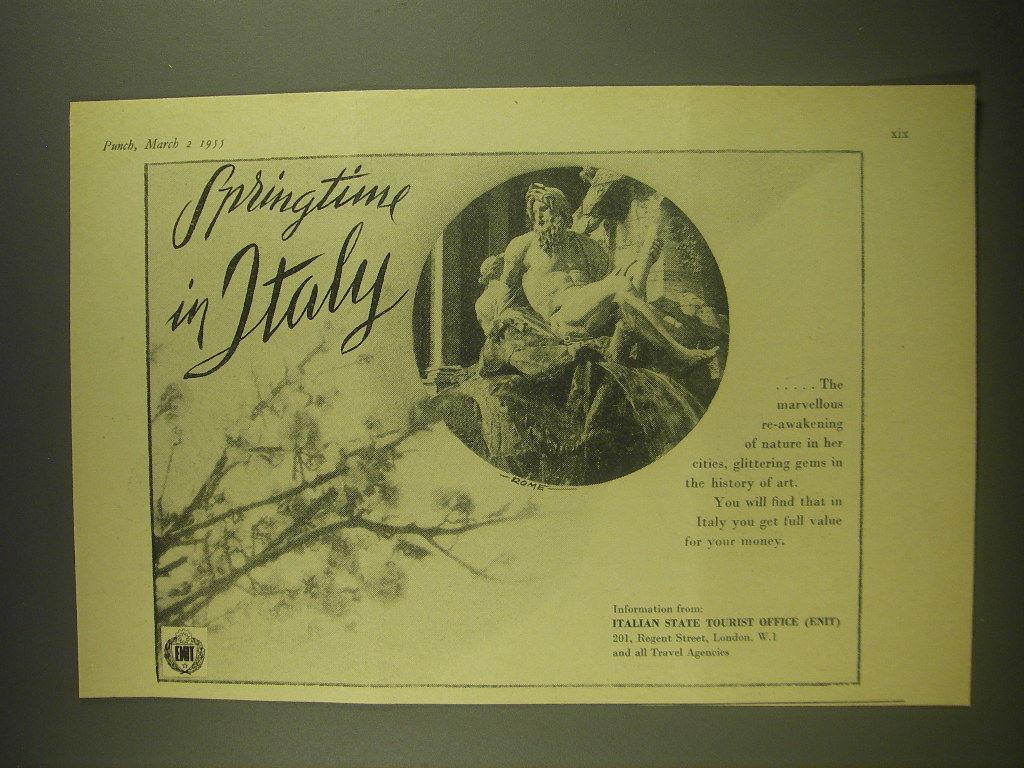 Punch, March 2 1955
xix
Springtime
in Italy
ROME
. . . . . The
marvellous
re-awakening
of nature in her
cities, glittering gems in
the history of art.
You will find that in
Italy you get full value
for your money.
Information from:
ITALIAN STATE TOURIST OFFICE (ENIT)
201, Regent Street, London. W.1
and all Travel Agencies
ENIT